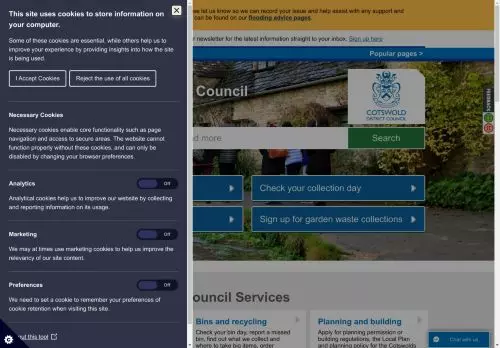 This site uses cookies to store information on
your computer.
Some of these cookies are essential, while others help us to
improve your experience by providing insights into how the site
is being used.
I Accept Cookies
Reject the use of all cookies
Necessary Cookies
Necessary cookies enable core functionality such as page
navigation and access to secure areas. The website cannot
function properly without these cookies, and can only be
disabled by changing your browser preferences.
Analytics
Off
Analytical cookies help us to improve our website by collecting
and reporting information on its usage.
Marketing
Off
We may at times use marketing cookies to help us improve the
relevancy of our site content.
Preferences
Off
We need to set a cookie to remember your preferences of
cookie retention when visiting this site.
out this tool
se let us know so we can record your issue and help assist with any support and
can be found on our flooding advice pages.
r newsletter for the latest information straight to your inbox. Sign up here
Popular pages >
Council
COTSWOLD
DISTRICT COUNCIL
nd more
Search
Check your collection day
Sign up for garden waste collections
FEEDBACK
ouncil Services
Bins and recycling
Check your bin day, report a missed
bin, find out what we collect and
where to take big items, order
Planning and building
Apply for planning permission or
building regulations, the Local Plan
and planning policy for the Cotswolds
Chat with us..